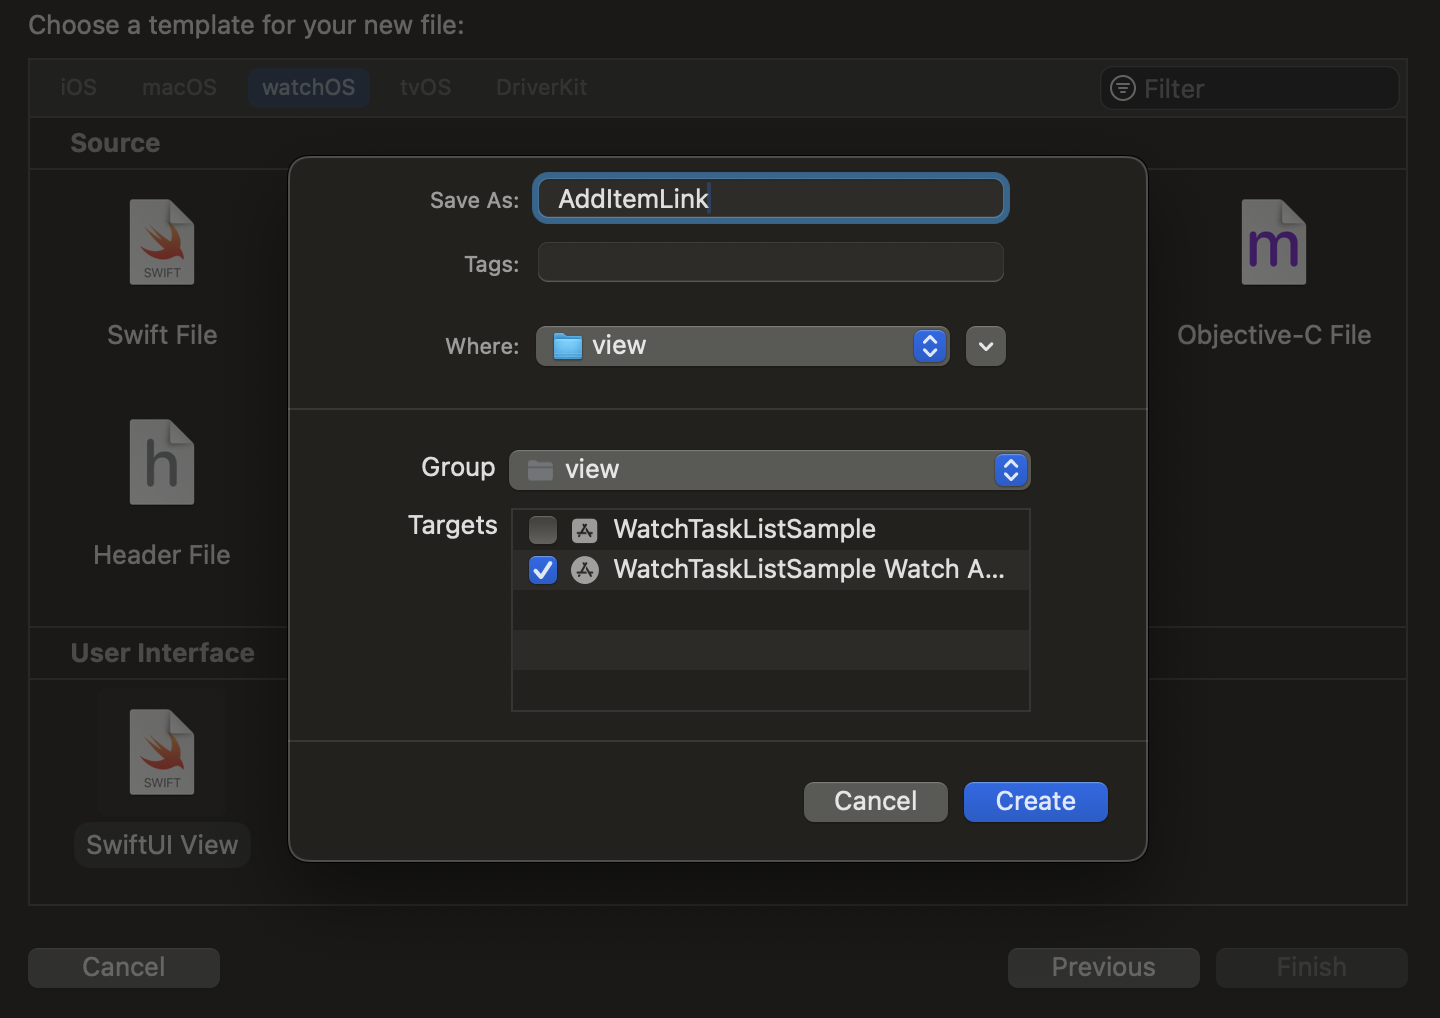 Choose a template for your new file:
iOS macOS watchOS tvOS DriverKit Filter
Source
SWIFT
Swift File
m
Objective-C File
h
Header File
User Interface
SWIFT
SwiftUI View
Save As: AddItemLink
Tags:
Where: view
Group view
Targets WatchTaskListSample
WatchTaskListSample Watch A...
Cancel Create
Cancel Previous Finish